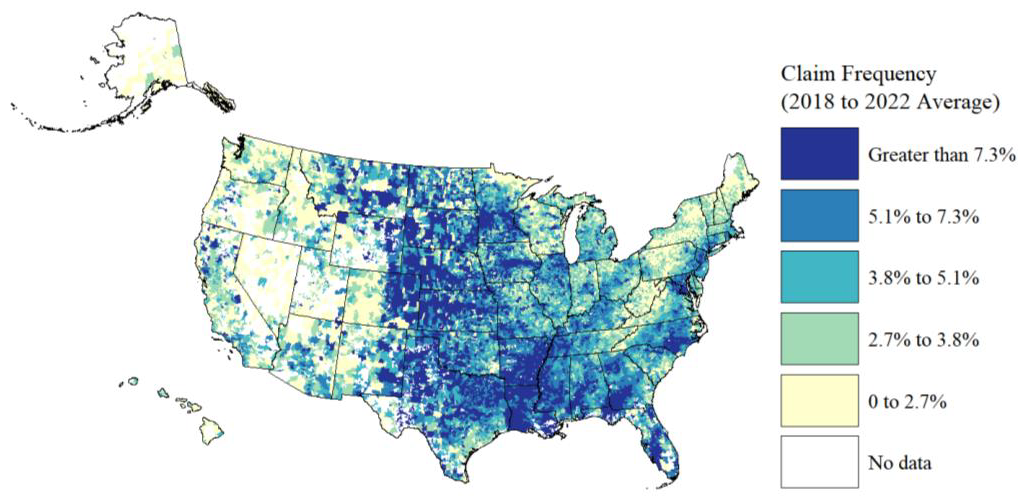 Claim Frequency
(2018 to 2022 Average)
Greater than 7.3%
5.1% to 7.3%
3.8% to 5.1%
2.7% to 3.8%
0 to 2.7%
No data